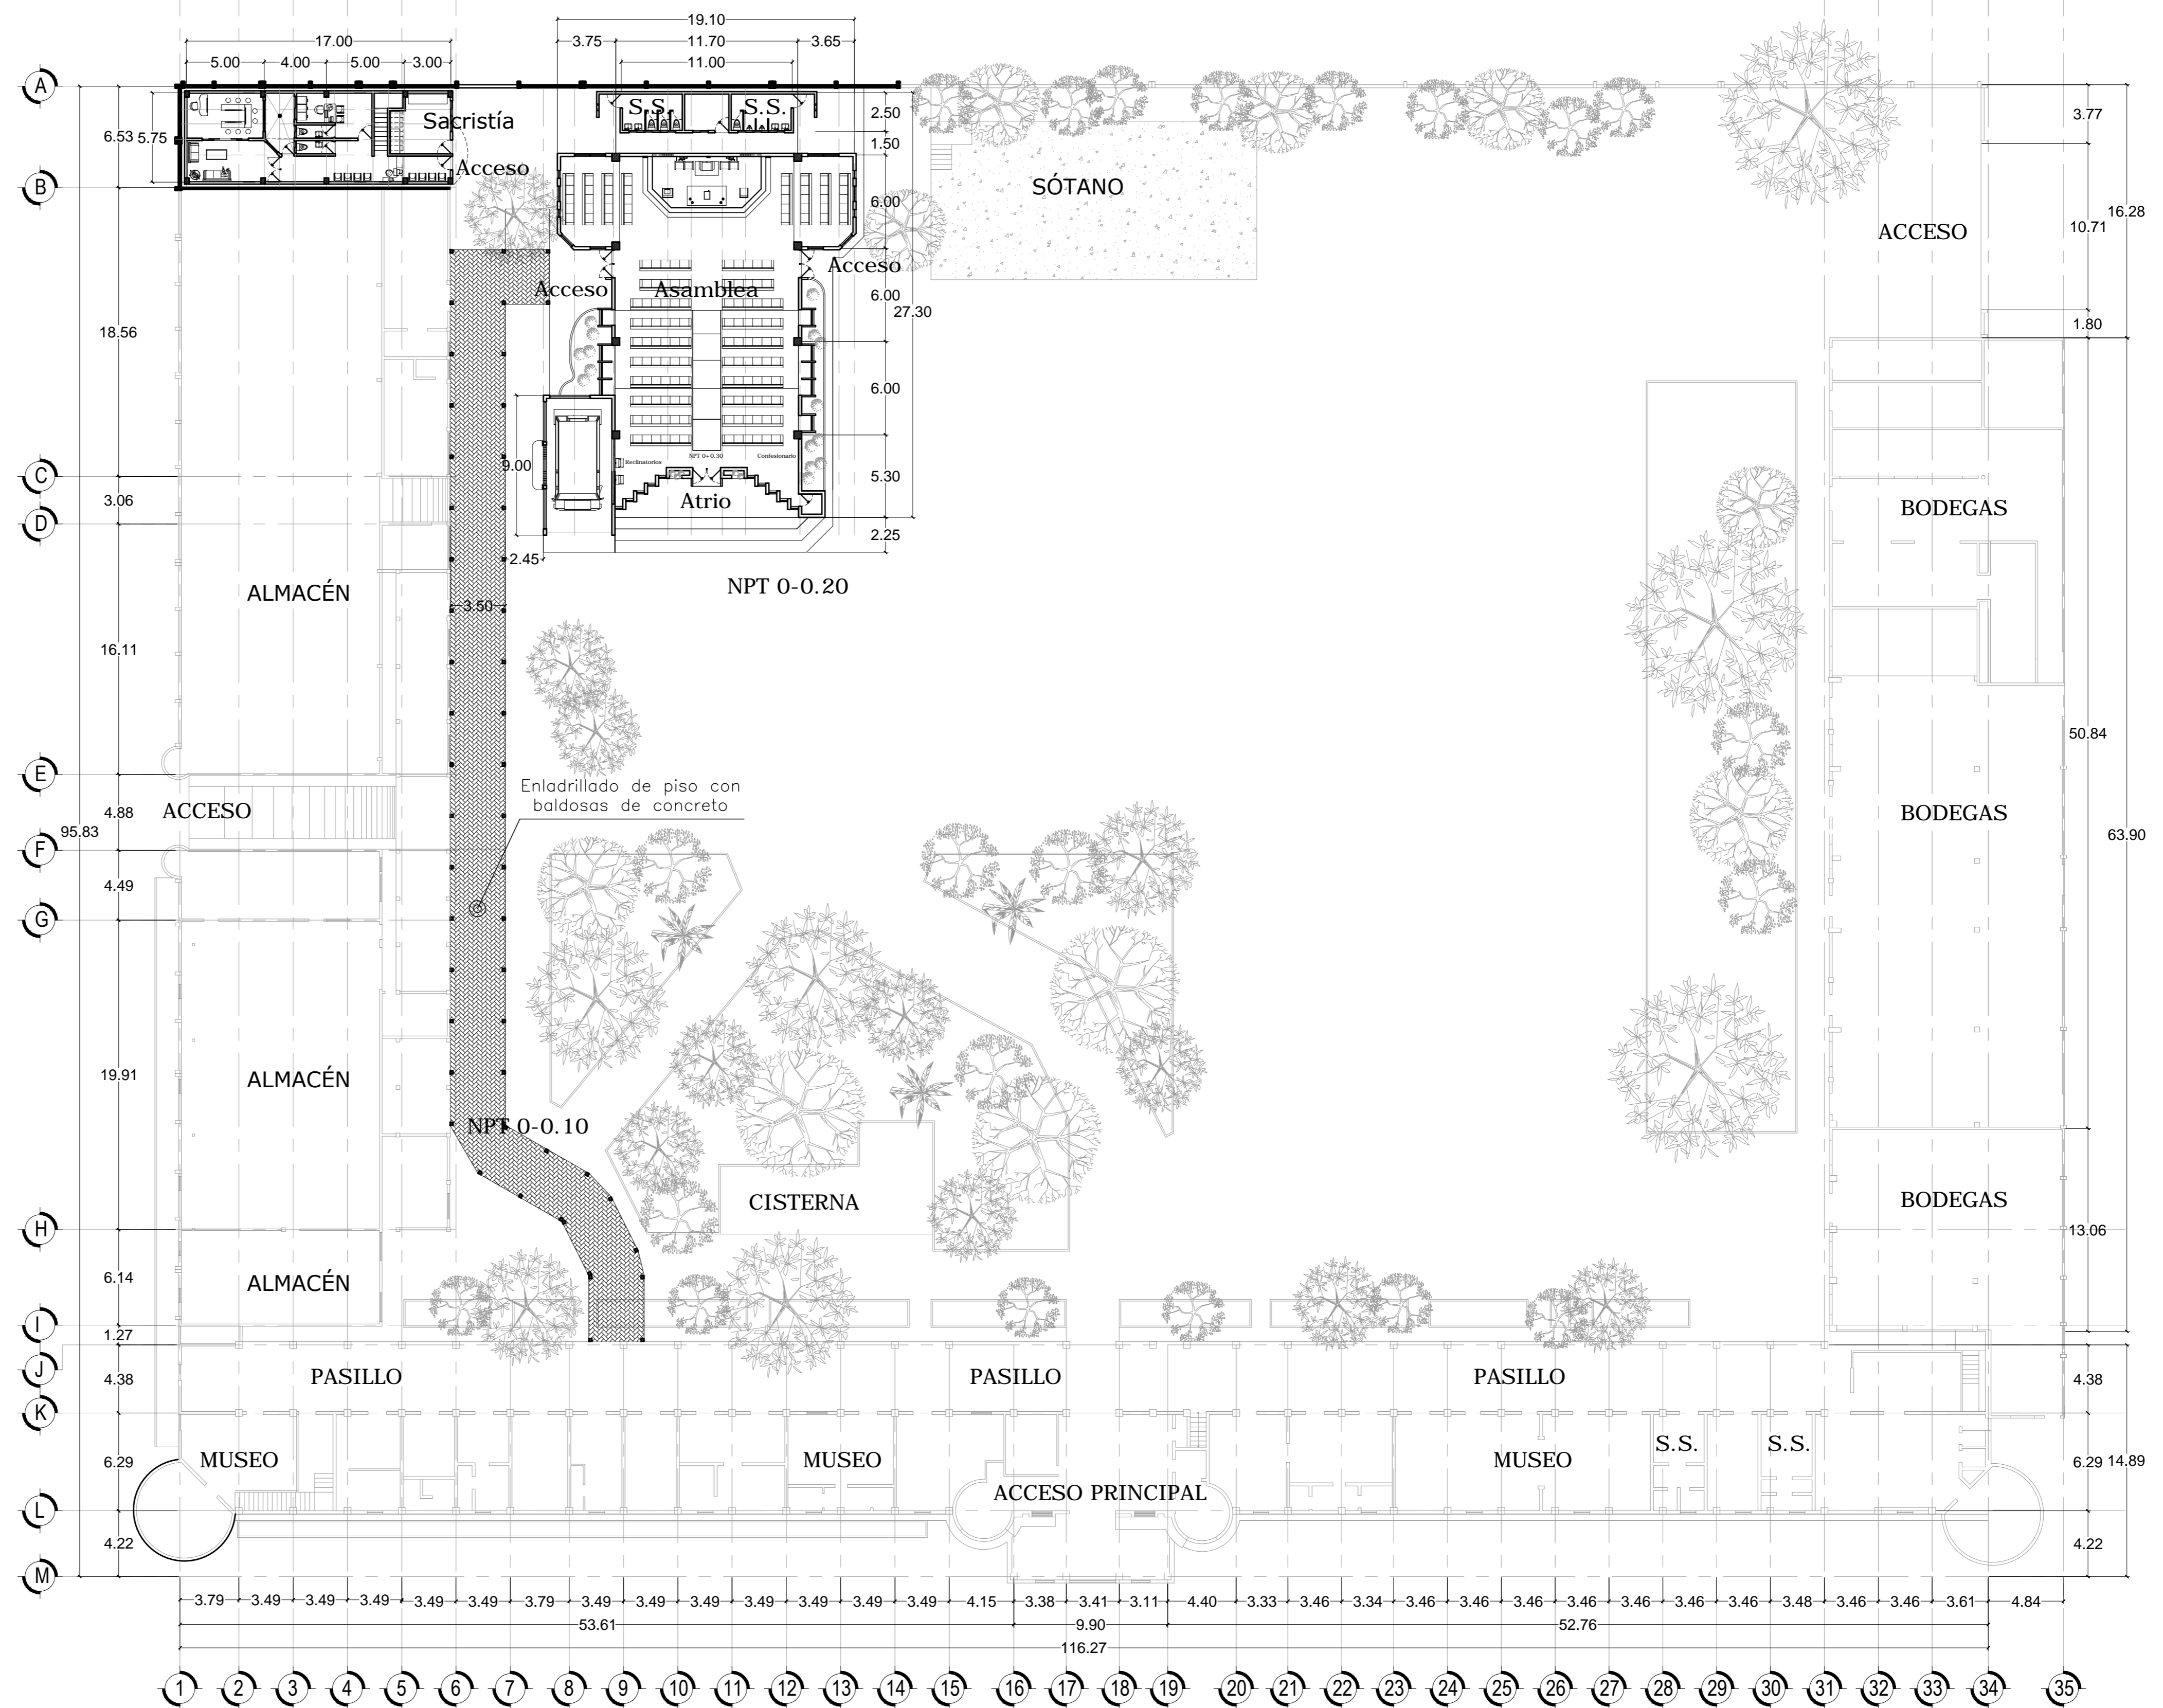 19.10
17.00
3.75 11.70 3.65
5.00 4.00 5.00 3.00
11.00
A
S.S. S.S.
2.50
3.77
Sacristía
6.53 5.75
1.50
Acceso
B
SÓTANO
6.00
16.28
10.71
ACCESO
Acceso
Acceso Asamblea
6.00
27.30
18.56
1.80
6.00
Reclinatorios NPT 0+0.30 Confesionario
9.00
C
5.30
3.06
Atrio
BODEGAS
D
2.25
2.45
NPT 0-0.20
ALMACÉN
3.50
16.11
50.84
E
Enladrillado de piso con
baldosas de concreto
ACCESO
4.88
BODEGAS
95.83
63.90
F
4.49
G
19.91
ALMACÉN
NPT 0-0.10
CISTERNA
BODEGAS
H
13.06
6.14
ALMACÉN
I
1.27
J
PASILLO PASILLO PASILLO
4.38
4.38
K
S.S. S.S.
MUSEO MUSEO MUSEO
6.29
6.29 14.89
ACCESO PRINCIPAL
L
4.22
4.22
M
3.79 3.49 3.49 3.49 3.49 3.49 3.79 3.49 3.49 3.49 3.49 3.49 3.49 3.49 4.15 3.38 3.41 3.11 4.40 3.33 3.46 3.34 3.46 3.46 3.46 3.46 3.46 3.46 3.46 3.48 3.46 3.46 3.61 4.84
53.61 9.90 52.76
116.27
1 2 3 4 5 6 7 8 9 10 11 12 13 14 15 16 17 18 19 20 21 22 23 24 25 26 27 28 29 30 31 32 33 34 35